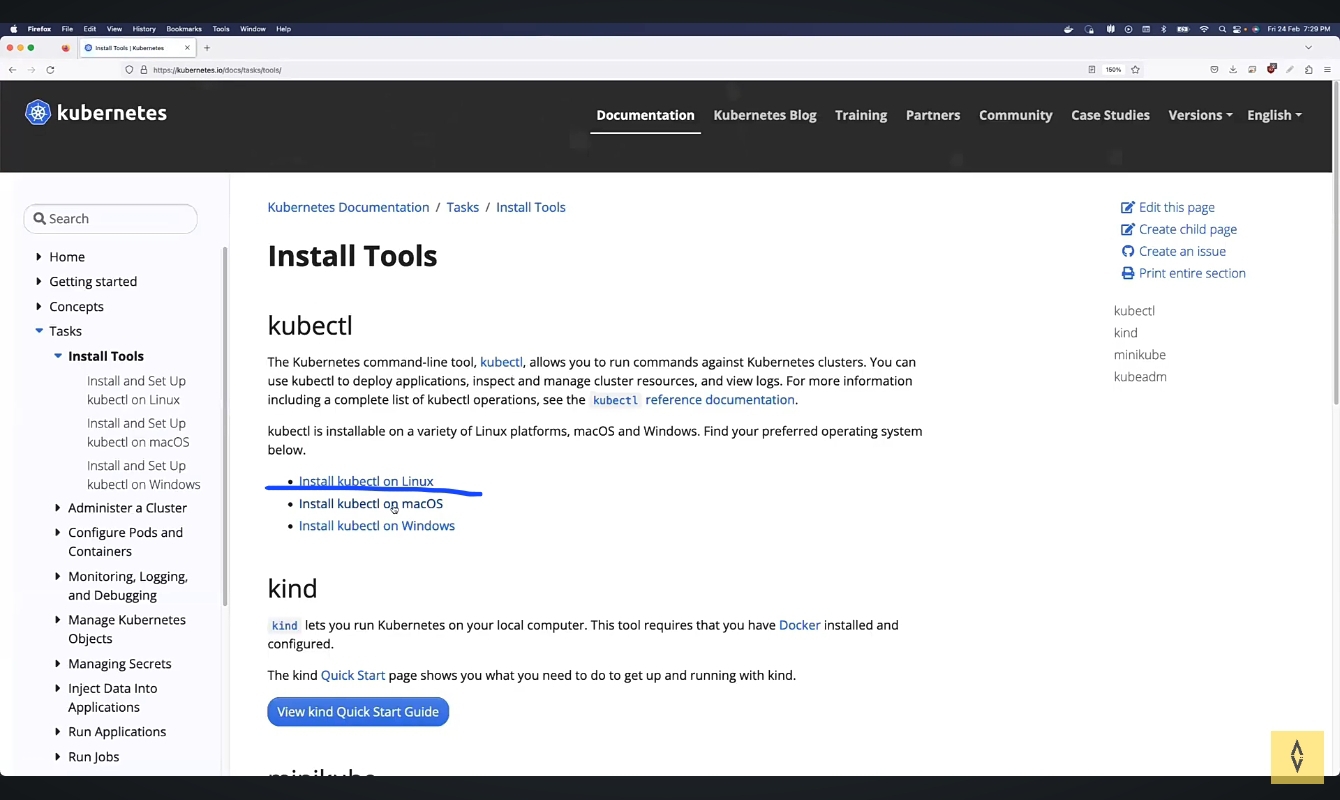 Firefox File Edit View History Bookmarks Tools Window Help Fri 24 Feb 7:29 PM
Install Tools | Kubernetes
https://kubernetes.io/docs/tasks/tools/ 150%
kubernetes
Documentation Kubernetes Blog Training Partners Community Case Studies Versions English
Search
Home
Getting started
Concepts
Tasks
Install Tools
Install and Set Up
kubectl on Linux
Install and Set Up
kubectl on macOS
Install and Set Up
kubectl on Windows
Administer a Cluster
Configure Pods and
Containers
Monitoring, Logging,
and Debugging
Manage Kubernetes
Objects
Managing Secrets
Inject Data Into
Applications
Run Applications
Run Jobs
Kubernetes Documentation / Tasks / Install Tools
Install Tools
kubectl
The Kubernetes command-line tool, kubectl, allows you to run commands against Kubernetes clusters. You can
use kubectl to deploy applications, inspect and manage cluster resources, and view logs. For more information
including a complete list of kubectl operations, see the kubectl reference documentation.
kubectl is installable on a variety of Linux platforms, macOS and Windows. Find your preferred operating system
below.
Install kubectl on Linux
Install kubectl on macOS
Install kubectl on Windows
kind
kind lets you run Kubernetes on your local computer. This tool requires that you have Docker installed and
configured.
The kind Quick Start page shows you what you need to do to get up and running with kind.
View kind Quick Start Guide
minikube
Edit this page
Create child page
Create an issue
Print entire section
kubectl
kind
minikube
kubeadm